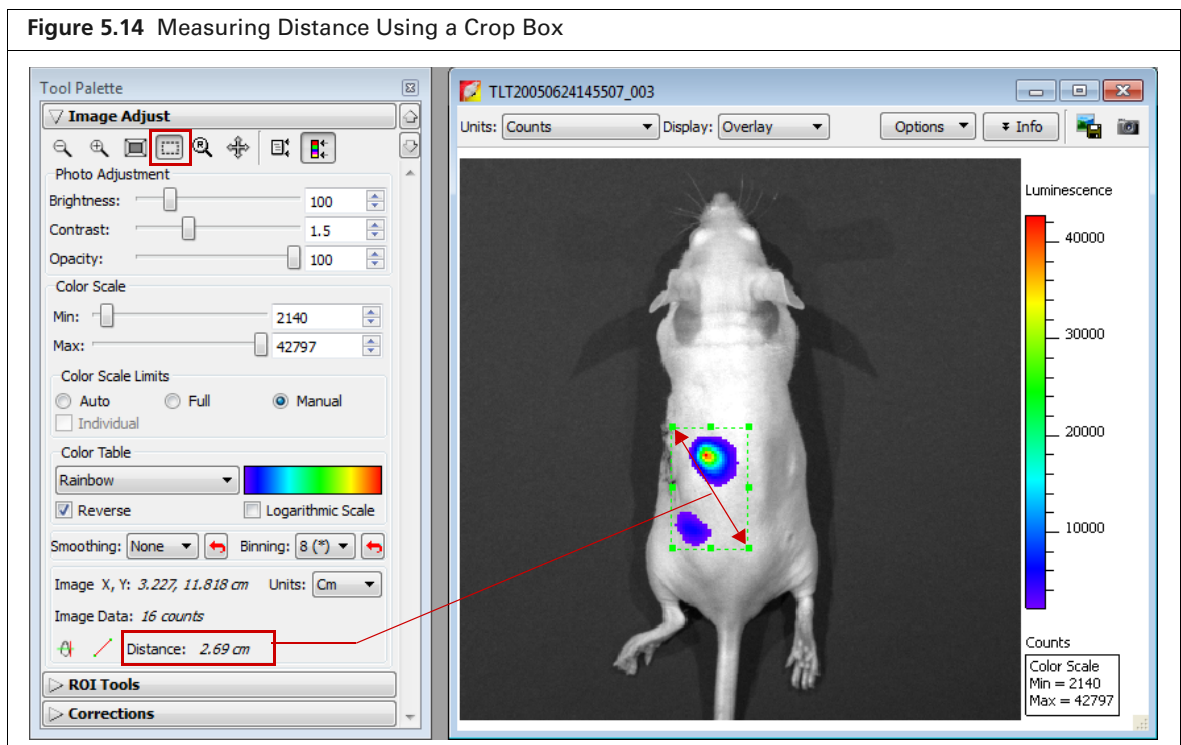 Figure 5.14 Measuring Distance Using a Crop Box
Tool Palette
Image Adjust
Photo Adjustment
Brightness: 100
Contrast: 1.5
Opacity: 100
Color Scale
Min: 2140
Max: 42797
Color Scale Limits
Auto Full Manual
Individual
Color Table
Rainbow
Reverse Logarithmic Scale
Smoothing: None Binning: 8 (*)
Image X, Y: 3.227, 11.818 cm Units: Cm
Image Data: 16 counts
Distance: 2.69 cm
ROI Tools
Corrections
TLT20050624145507_003
Units: Counts Display: Overlay Options Info
Luminescence
40000
30000
20000
10000
Counts
Color Scale
Min = 2140
Max = 42797